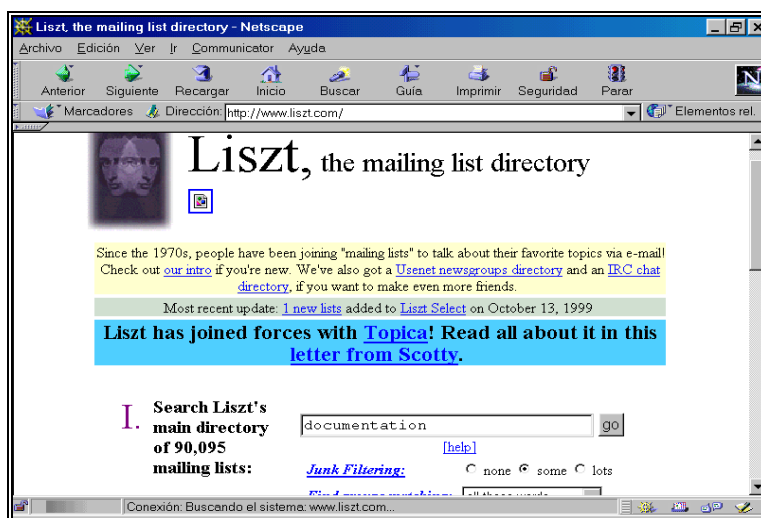 Liszt, the mailing list directory - Netscape
Archivo Edición Ver Ir Communicator Ayuda
Anterior Siguiente Recargar Inicio Buscar Guía Imprimir Seguridad Parar
N
Marcadores Dirección: http://www.liszt.com/ Elementos rel.
Liszt, the mailing list directory
Since the 1970s, people have been joining "mailing lists" to talk about their favorite topics via e-mail!
Check out our intro if you're new. We've also got a Usenet newsgroups directory and an IRC chat
directory, if you want to make even more friends.
Most recent update: 1 new lists added to Liszt Select on October 13, 1999
Liszt has joined forces with Topica! Read all about it in this
letter from Scotty.
I. Search Liszt's
main directory
of 90,095
mailing lists:
documentation go
[help]
Junk Filtering: none some lots
Find groups matching: all these words
Conexión: Buscando el sistema: www.liszt.com...